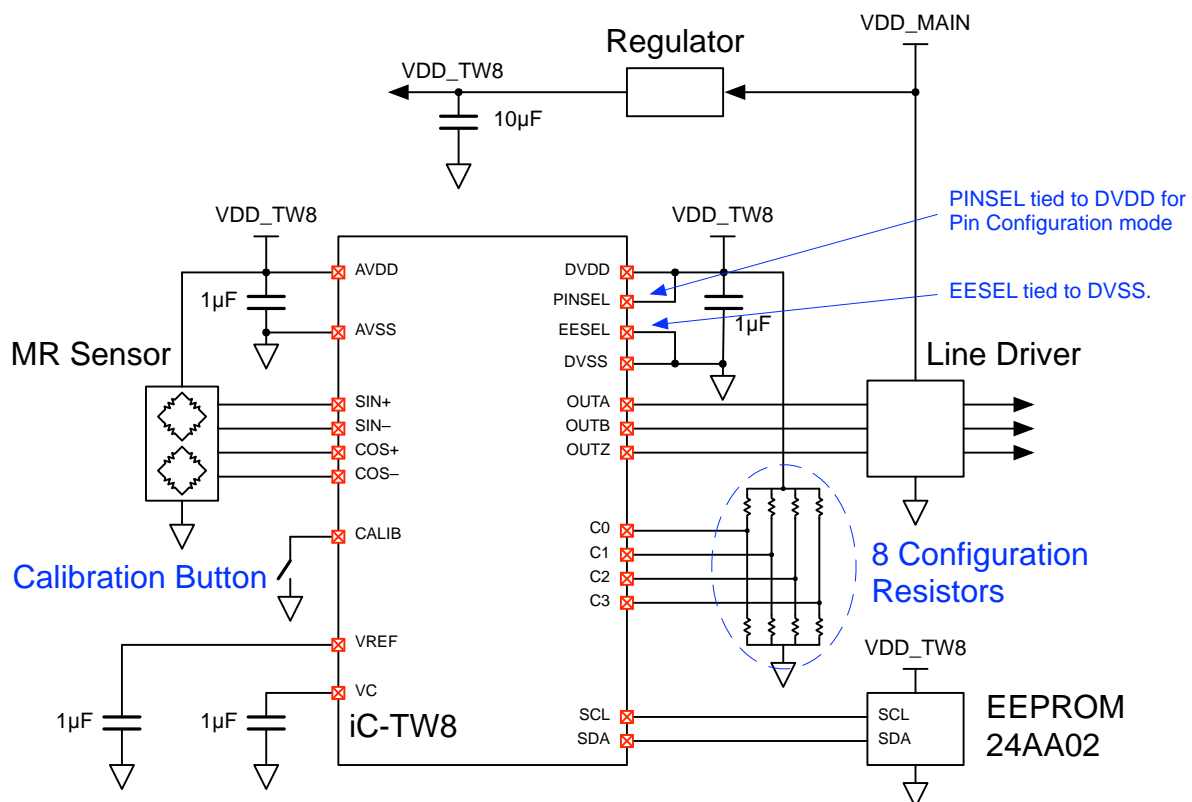 VDD_MAIN
Regulator
VDD_TW8
10µF
PINSEL tied to DVDD for
Pin Configuration mode
VDD_TW8
VDD_TW8
AVDD
DVDD
1µF
PINSEL
EESEL tied to DVSS.
AVSS
EESEL
1µF
MR Sensor
DVSS
Line Driver
SIN+
OUTA
SIN–
OUTB
COS+
OUTZ
COS–
CALIB
C0
C1
8 Configuration
Resistors
Calibration Button
C2
C3
VREF
VDD_TW8
VC
1µF
1µF
iC-TW8
SCL
SCL
EEPROM
24AA02
SDA
SDA